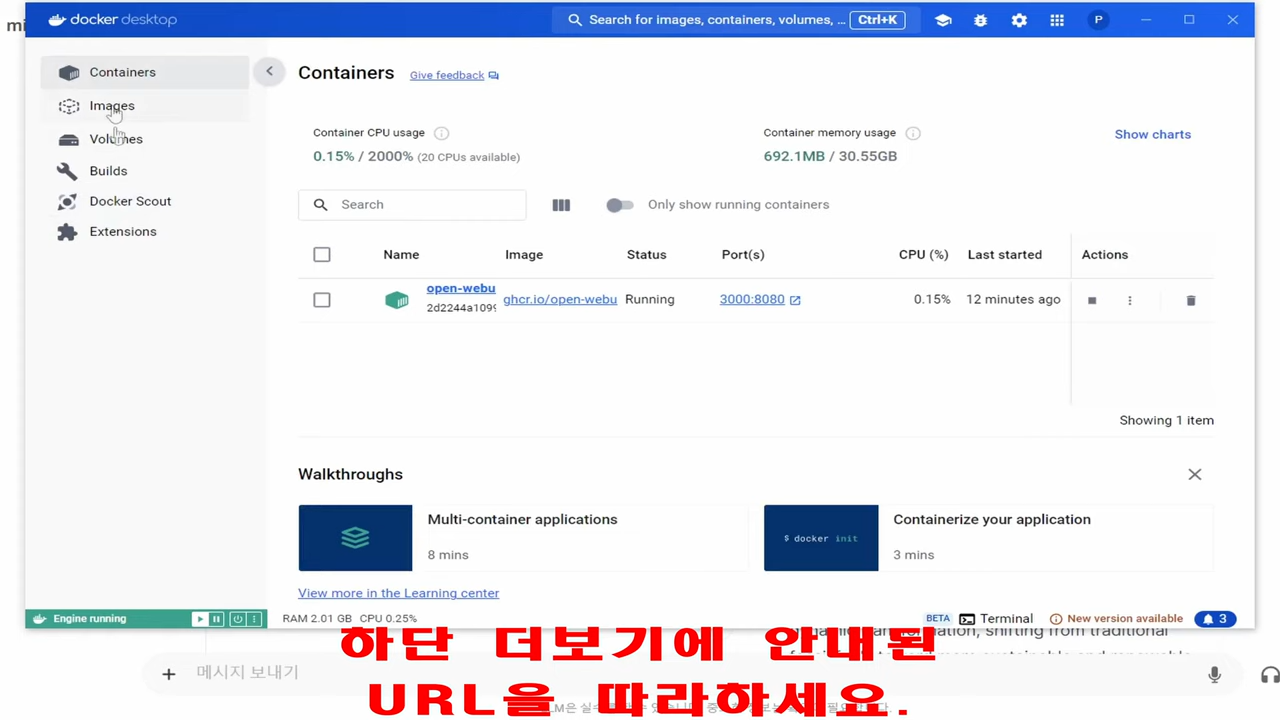 mi
docker desktop
Search for images, containers, volumes, ... Ctrl+K
P
Containers
Images
Volumes
Builds
Docker Scout
Extensions
Containers Give feedback
Container CPU usage
0.15% / 2000% (20 CPUs available)
Container memory usage
692.1MB / 30.55GB
Show charts
Search
Only show running containers
Name Image Status Port(s) CPU (%) Last started Actions
open-webu
2d2244a109
ghcr.io/open-webu Running 3000:8080 0.15% 12 minutes ago
Showing 1 item
Walkthroughs
Multi-container applications
8 mins
$ docker init
Containerize your application
3 mins
View more in the Learning center
Engine running
RAM 2.01 GB CPU 0.25%
BETA Terminal New version available 3
shifting from traditional
메시지 보내기
하단 더보기에 안내된
URL을 따라하세요.